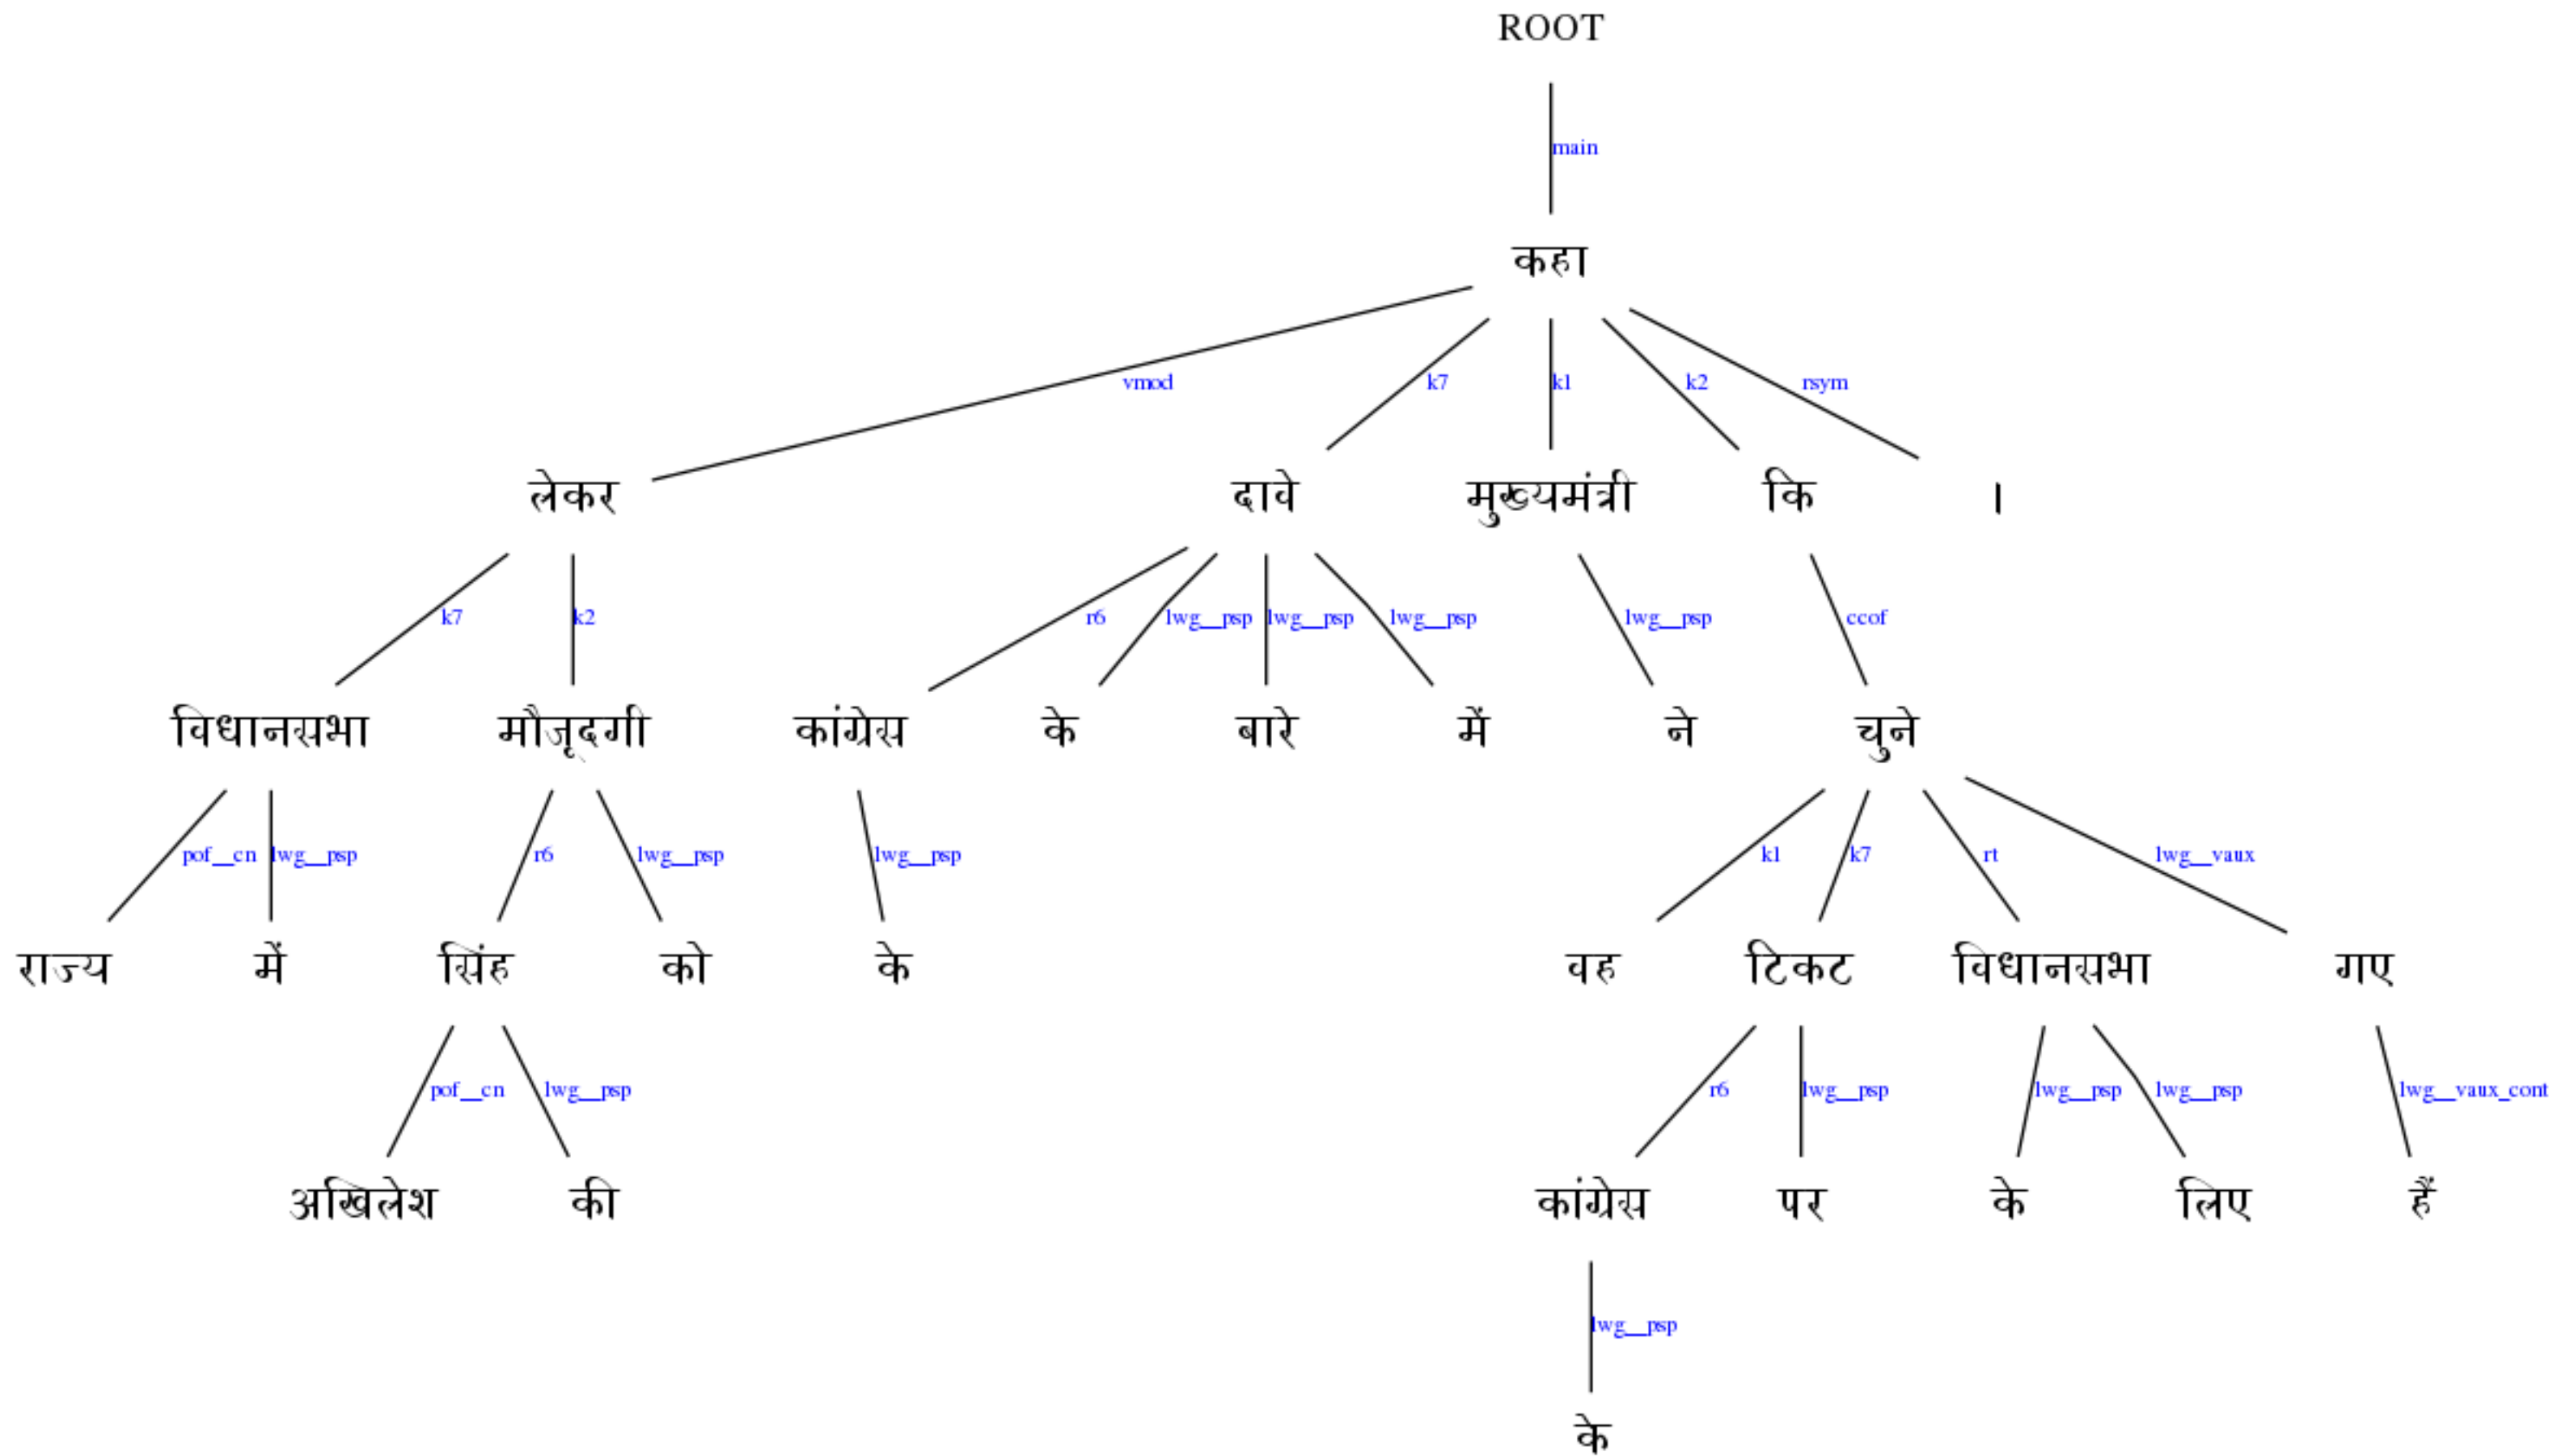 ROOT
main
कहा
vmod k7 k1 k2 rsym
लेकर दावे मुख्यमंत्री कि ।
k7 k2 r6 lwg__psp lwg__psp lwg__psp lwg__psp ccof
विधानसभा मौजूदगी कांग्रेस के बारे में ने चुने
pof__cn lwg__psp r6 lwg__psp lwg__psp k1 k7 rt lwg__vaux
राज्य में सिंह को के वह टिकट विधानसभा गए
pof__cn lwg__psp r6 lwg__psp lwg__psp lwg__psp lwg__vaux_cont
अखिलेश की कांग्रेस पर के लिए हैं
lwg__psp
के